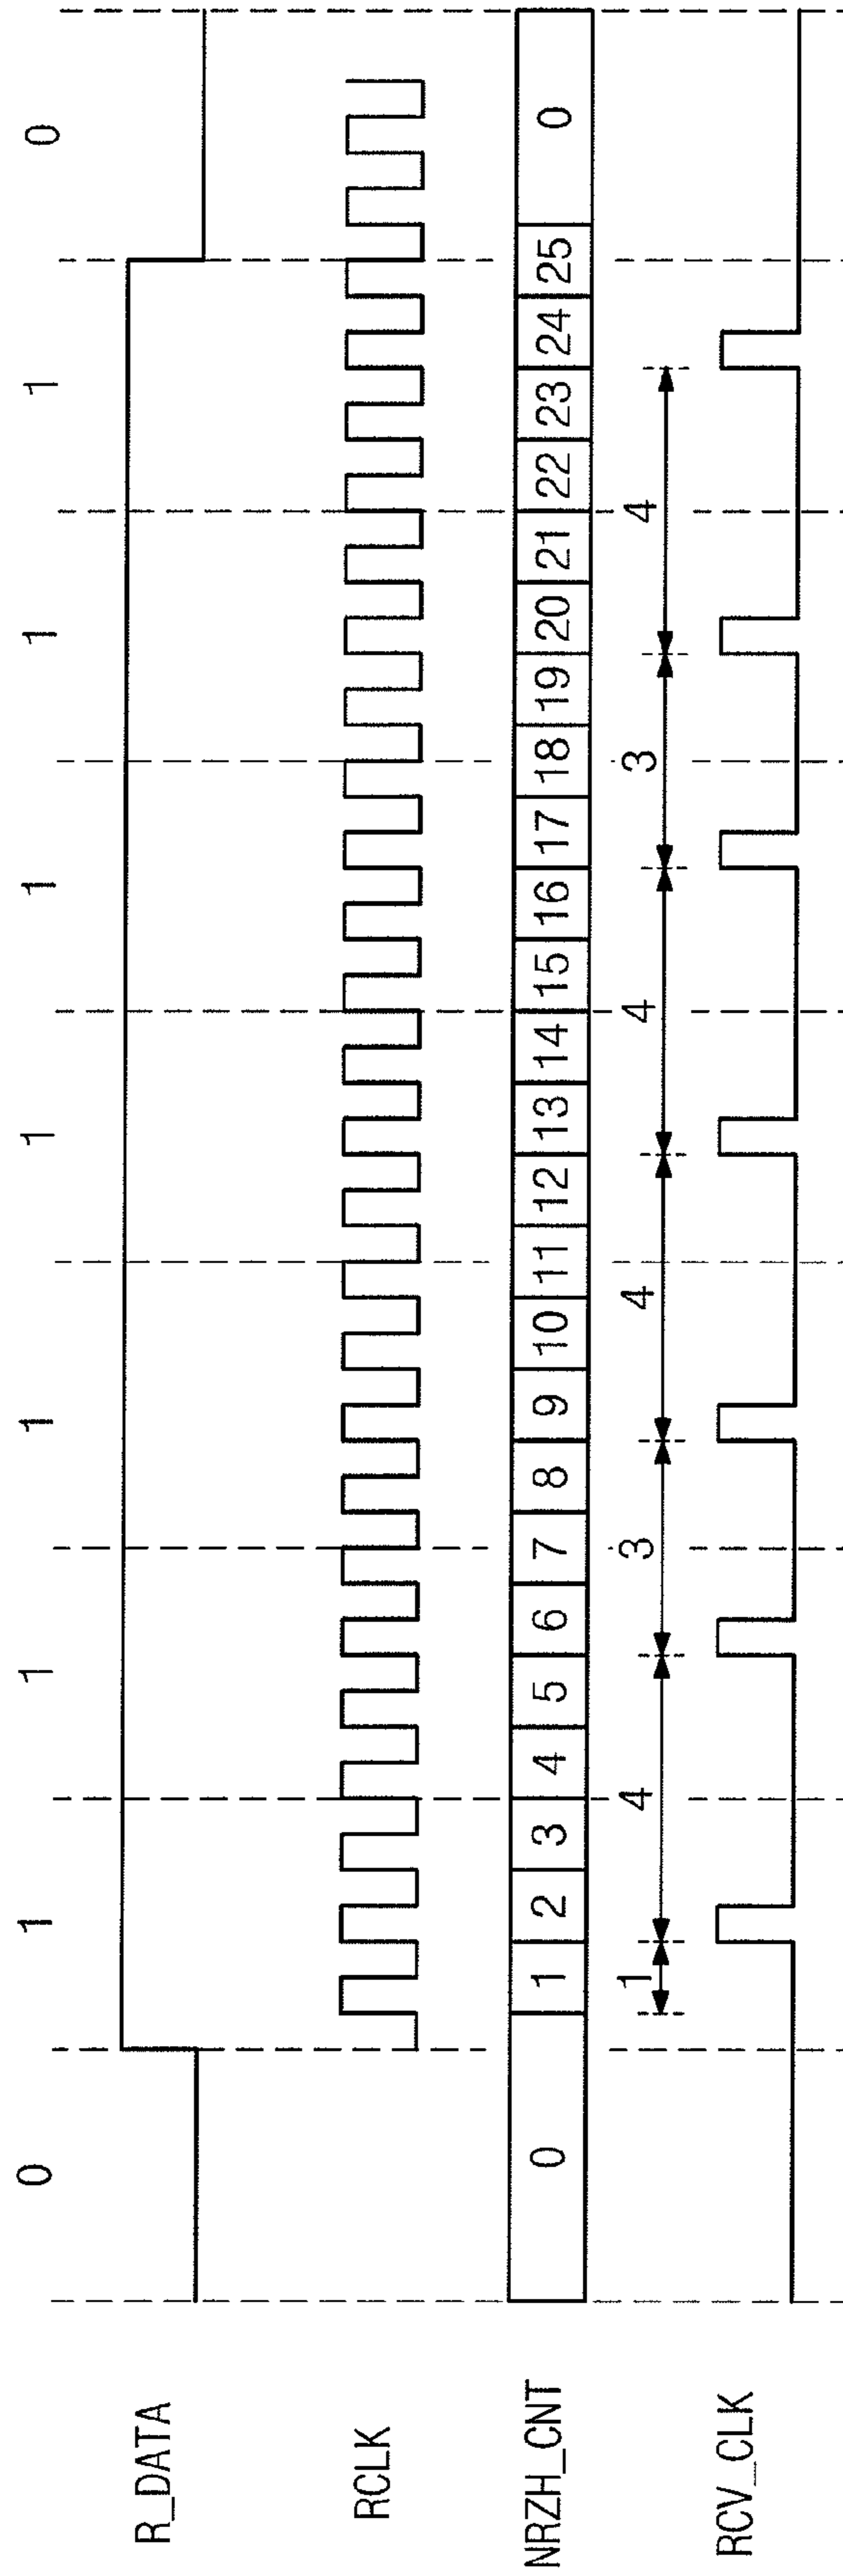 0 1 1 1 1 1 1 1 0
R_DATA
RCLK
NRZH_CNT 0 1 2 3 4 5 6 7 8 9 10 11 12 13 14 15 16 17 18 19 20 21 22 23 24 25 0
1 4 3 4 4 3 4
RCV_CLK